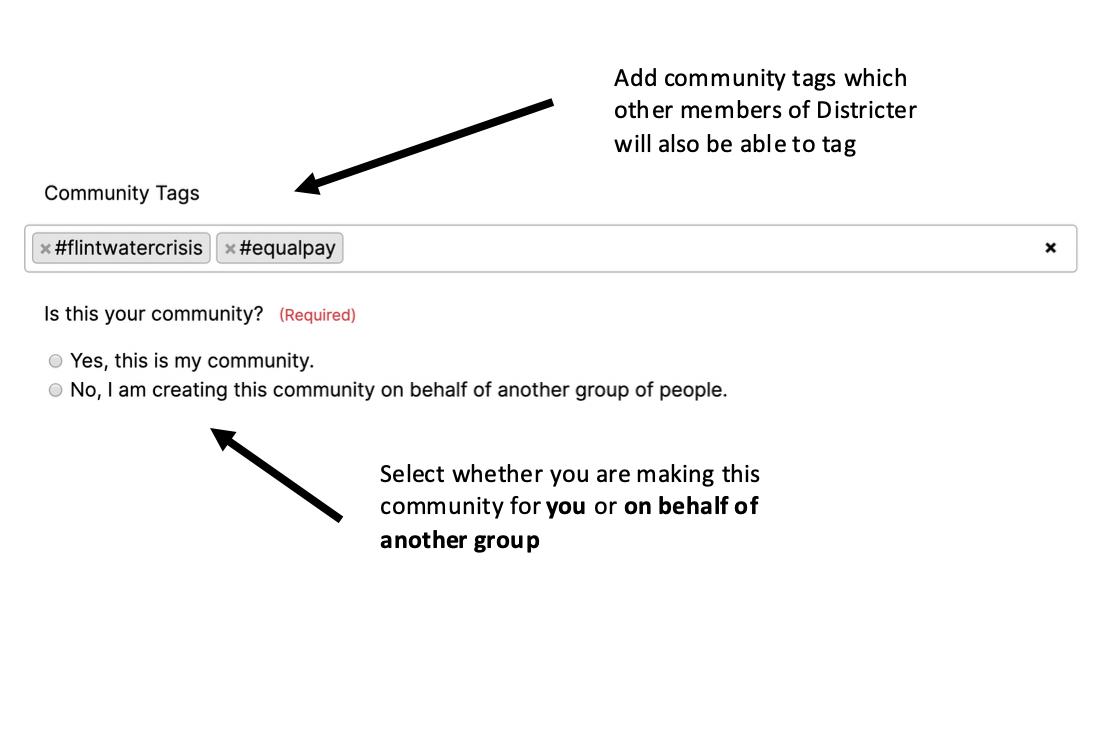 Add community tags which
other members of Districter
will also be able to tag
Community Tags
×#flintwatercrisis ×#equalpay ×
Is this your community? (Required)
Yes, this is my community.
No, I am creating this community on behalf of another group of people.
Select whether you are making this
community for you or on behalf of
another group